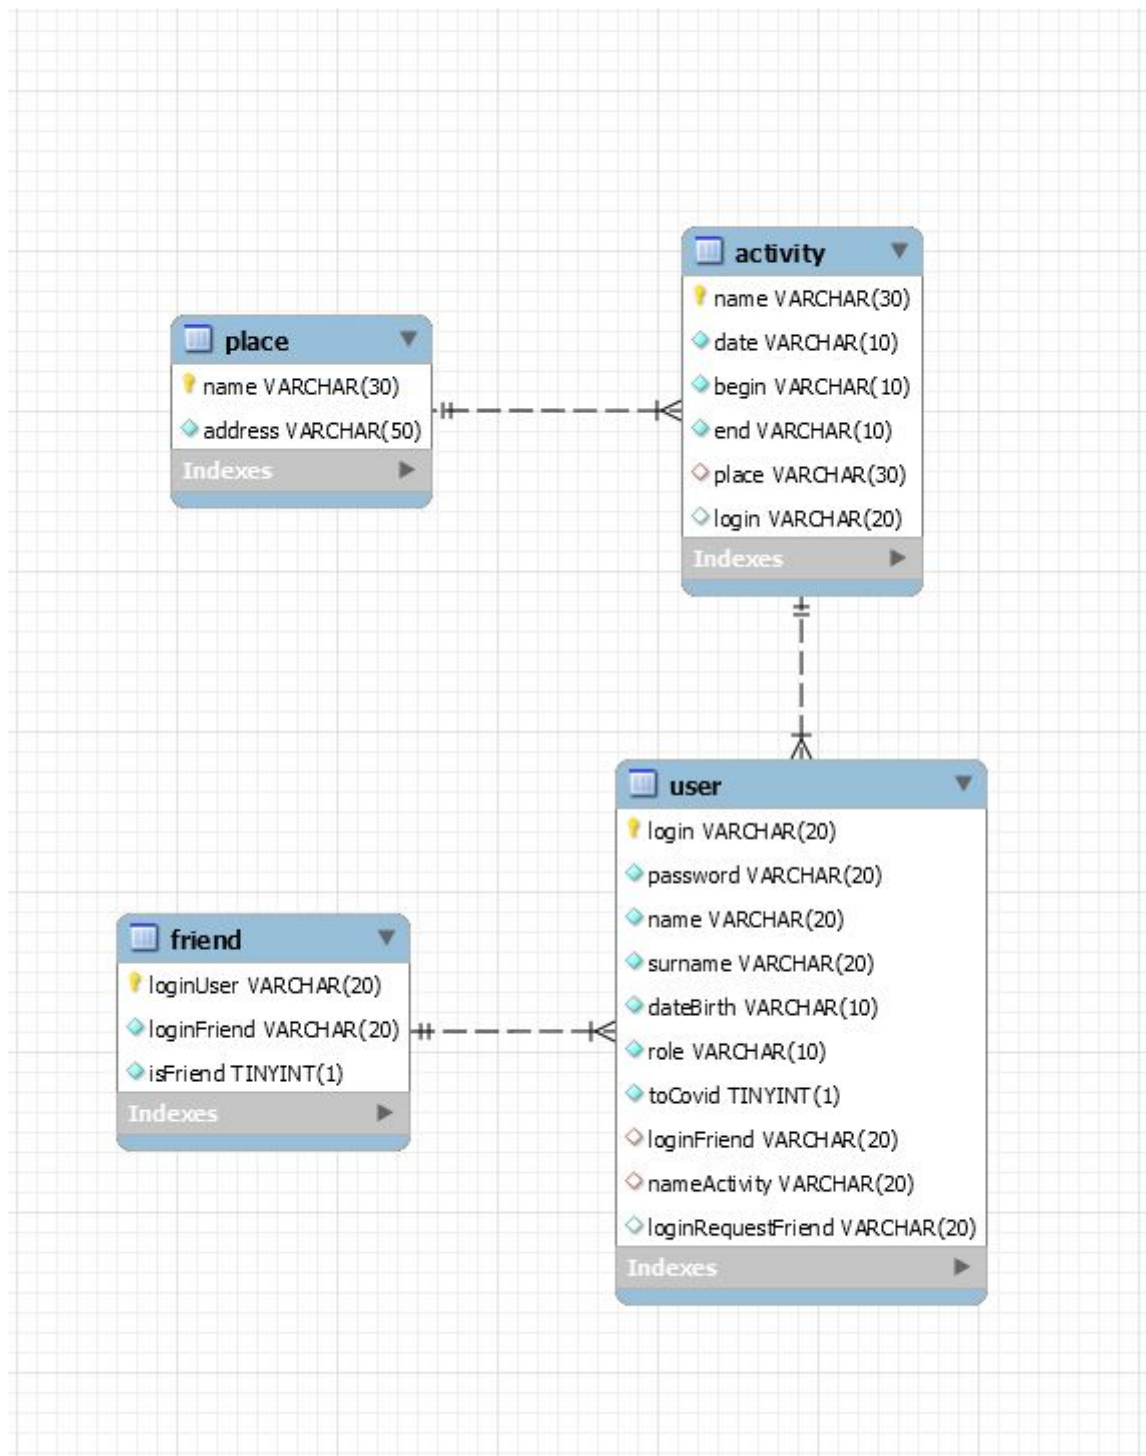 activity
name VARCHAR(30)
date VARCHAR(10)
begin VARCHAR(10)
end VARCHAR(10)
place VARCHAR(30)
login VARCHAR(20)
Indexes
place
name VARCHAR(30)
address VARCHAR(50)
Indexes
user
login VARCHAR(20)
password VARCHAR(20)
name VARCHAR(20)
surname VARCHAR(20)
dateBirth VARCHAR(10)
role VARCHAR(10)
toCovid TINYINT(1)
loginFriend VARCHAR(20)
nameActivity VARCHAR(20)
loginRequestFriend VARCHAR(20)
Indexes
friend
loginUser VARCHAR(20)
loginFriend VARCHAR(20)
isFriend TINYINT(1)
Indexes